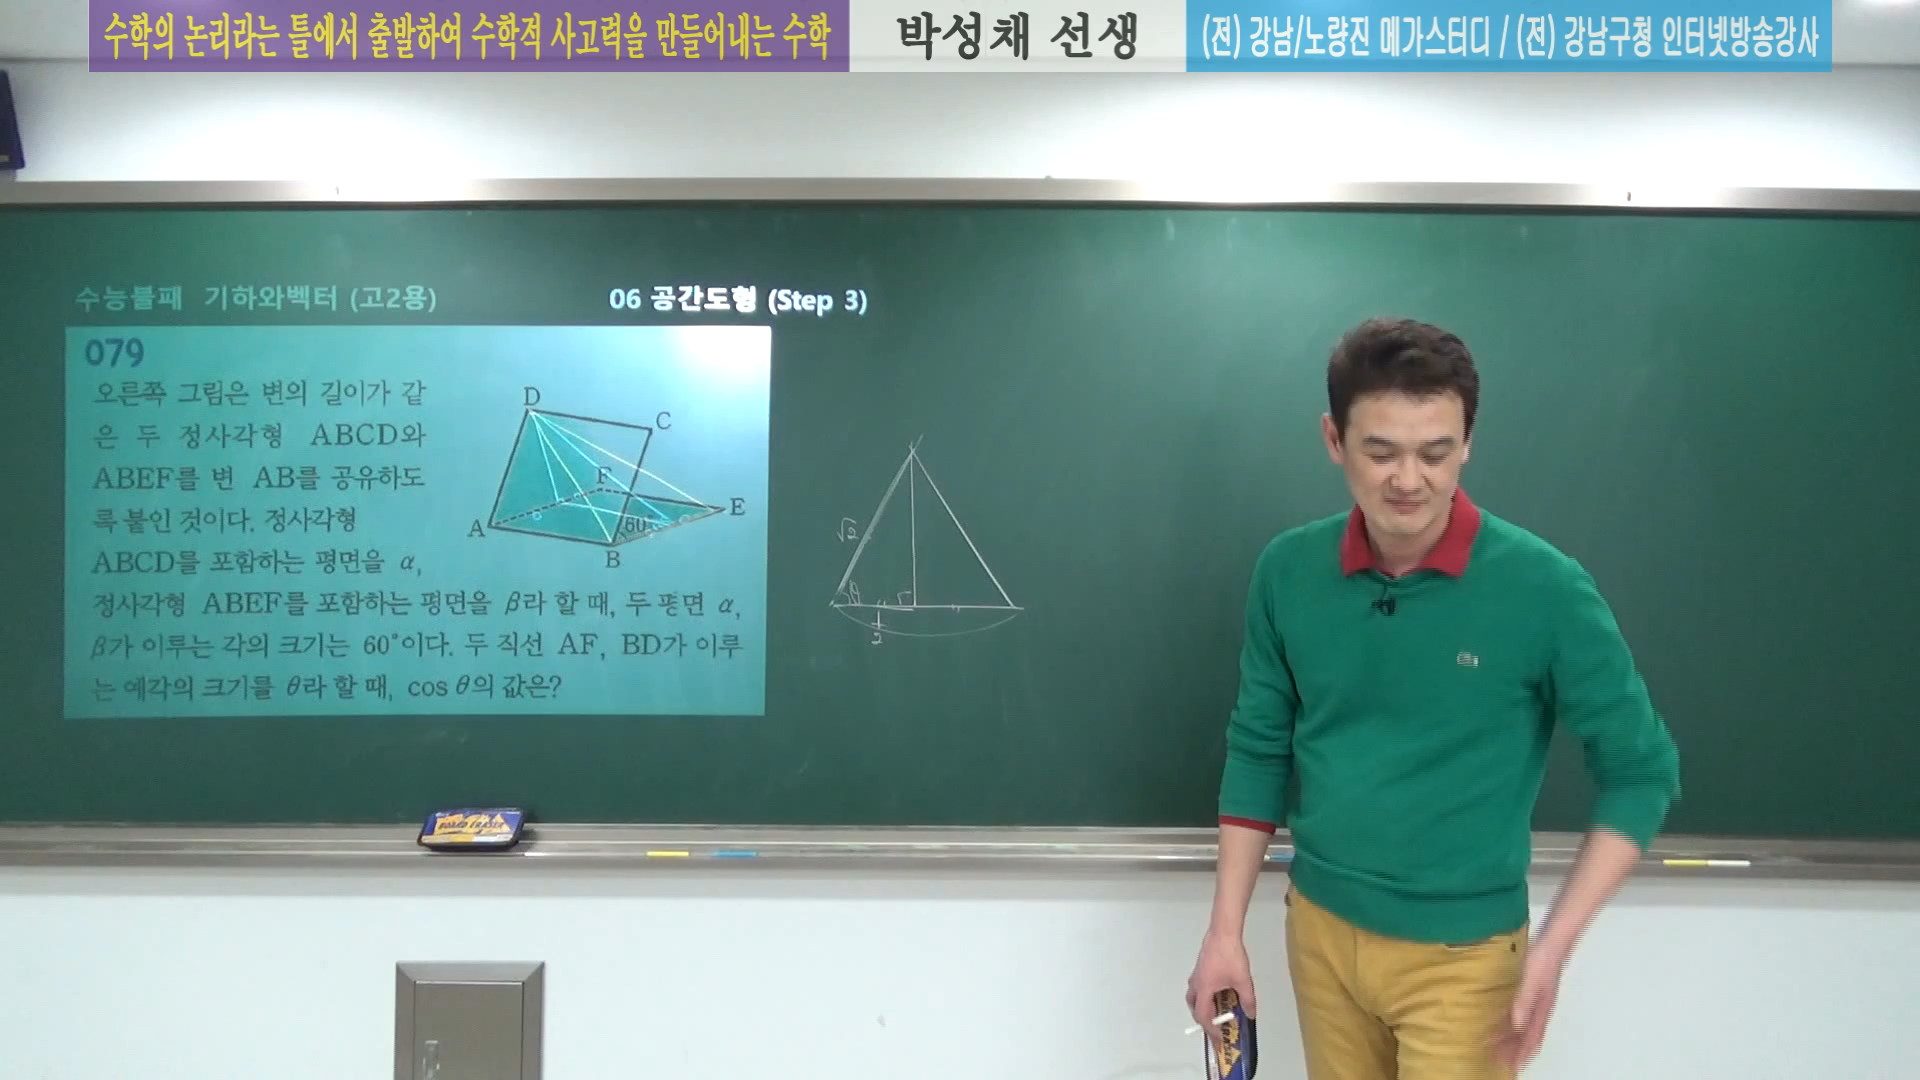 수학의 논리라는 틀에서 출발하여 수학적 사고력을 만들어내는 수학
박성채 선생
(전) 강남/노량진 메가스터디 / (전) 강남구청 인터넷방송강사
수능불패 기하와벡터 (고2용)
06 공간도형 (Step 3)
079
오른쪽 그림은 변의 길이가 같
은 두 정사각형 ABCD와
ABEF를 변 AB를 공유하도
록 붙인 것이다. 정사각형
ABCD를 포함하는 평면을 α,
정사각형 ABEF를 포함하는 평면을 β라 할 때, 두 평면 α,
β가 이루는 각의 크기는 60°이다. 두 직선 AF, BD가 이루
는 예각의 크기를 θ라 할 때, cos θ의 값은?
D
C
F
E
A
60°
B
√2
θ
1/2
BOARD ERASER